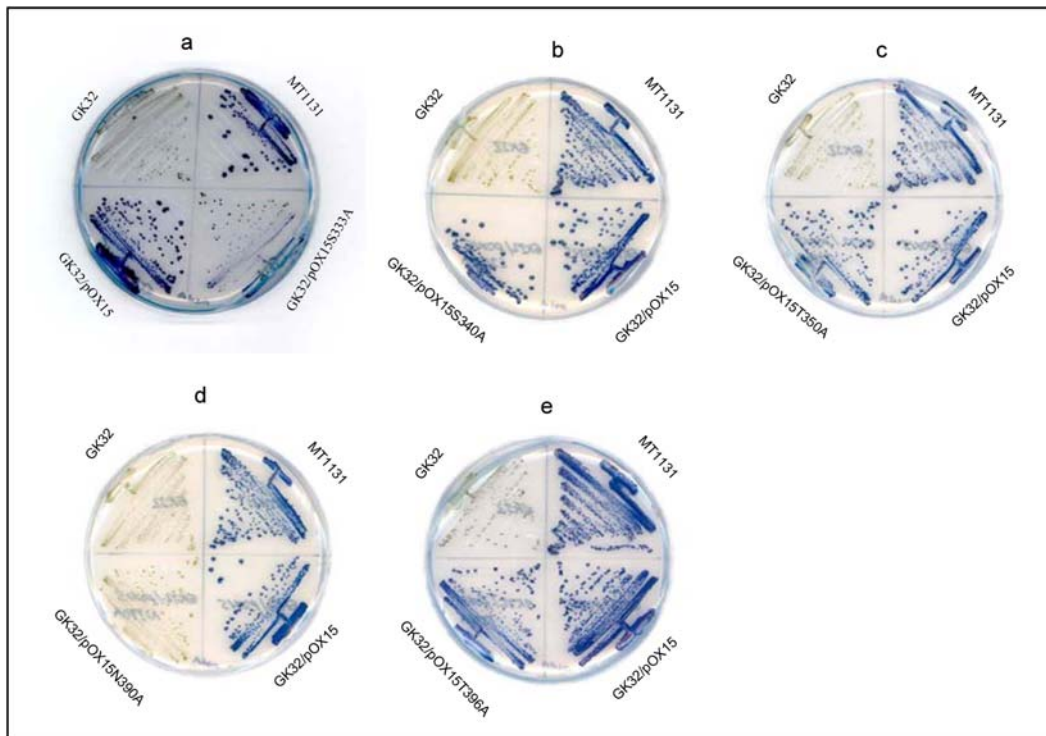 a
GK32
MT1131
GK32/pOX15
GK32/pOX15S333A
b
GK32
MT1131
GK32/pOX15S340A
GK32/pOX15
c
GK32
MT1131
GK32/pOX15T350A
GK32/pOX15
d
GK32
MT1131
GK32/pOX15N390A
GK32/pOX15
e
GK32
MT1131
GK32/pOX15T396A
GK32/pOX15